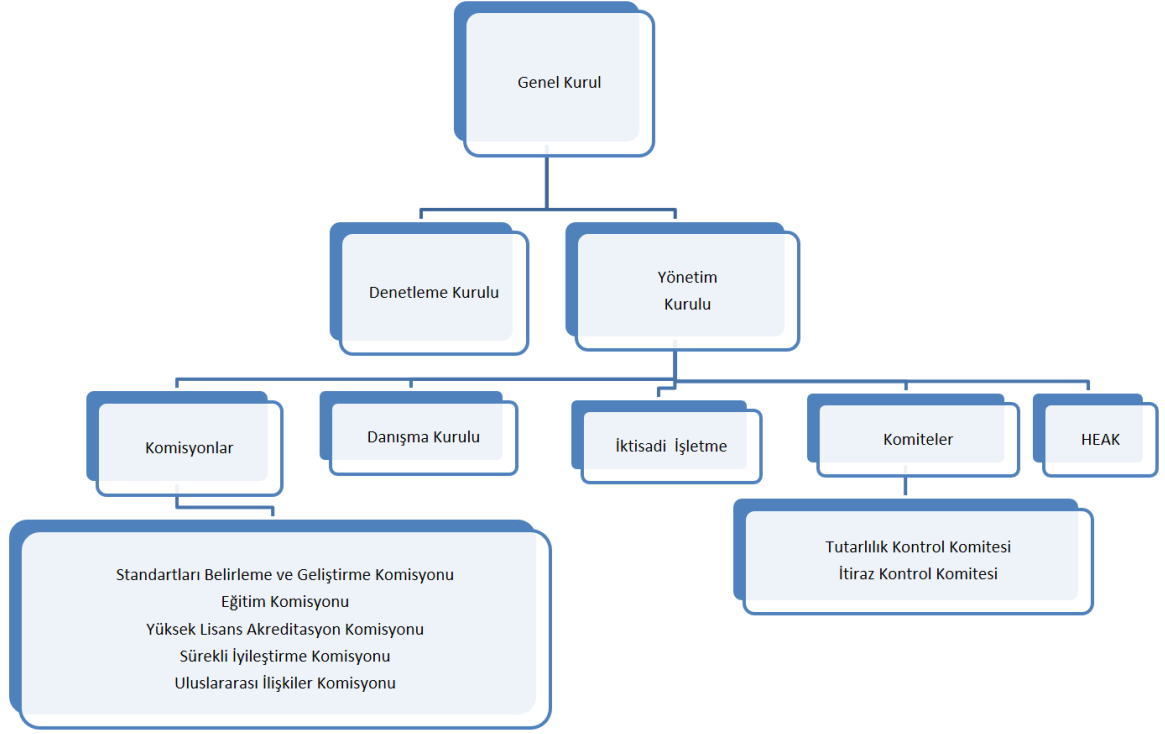 Genel Kurul
Denetleme Kurulu
Yönetim
Kurulu
Komisyonlar
Danışma Kurulu
İktisadi İşletme
Komiteler
HEAK
Standartları Belirleme ve Geliştirme Komisyonu
Eğitim Komisyonu
Yüksek Lisans Akreditasyon Komisyonu
Sürekli İyileştirme Komisyonu
Uluslararası İlişkiler Komisyonu
Tutarlılık Kontrol Komitesi
İtiraz Kontrol Komitesi